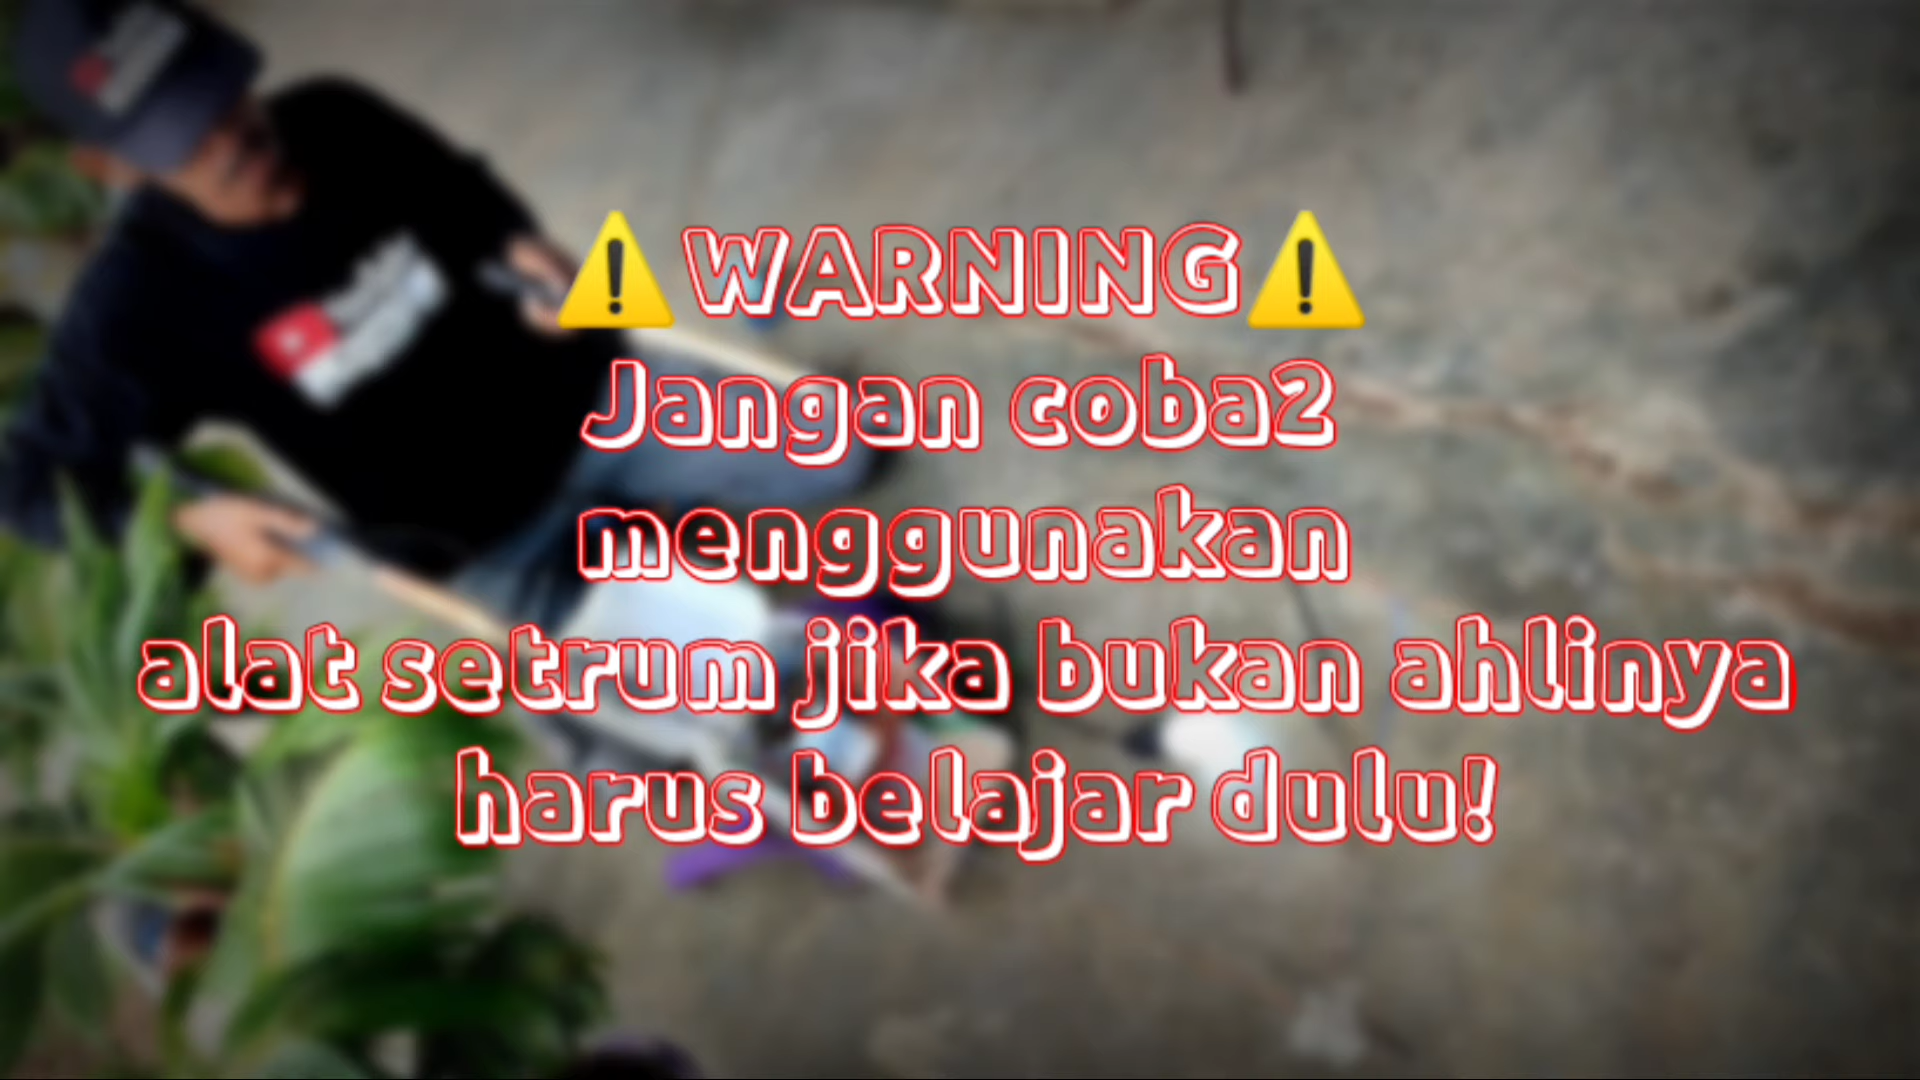 ⚠️WARNING⚠️
Jangan coba2
menggunakan
alat setrum jika bukan ahlinya
harus belajar dulu!